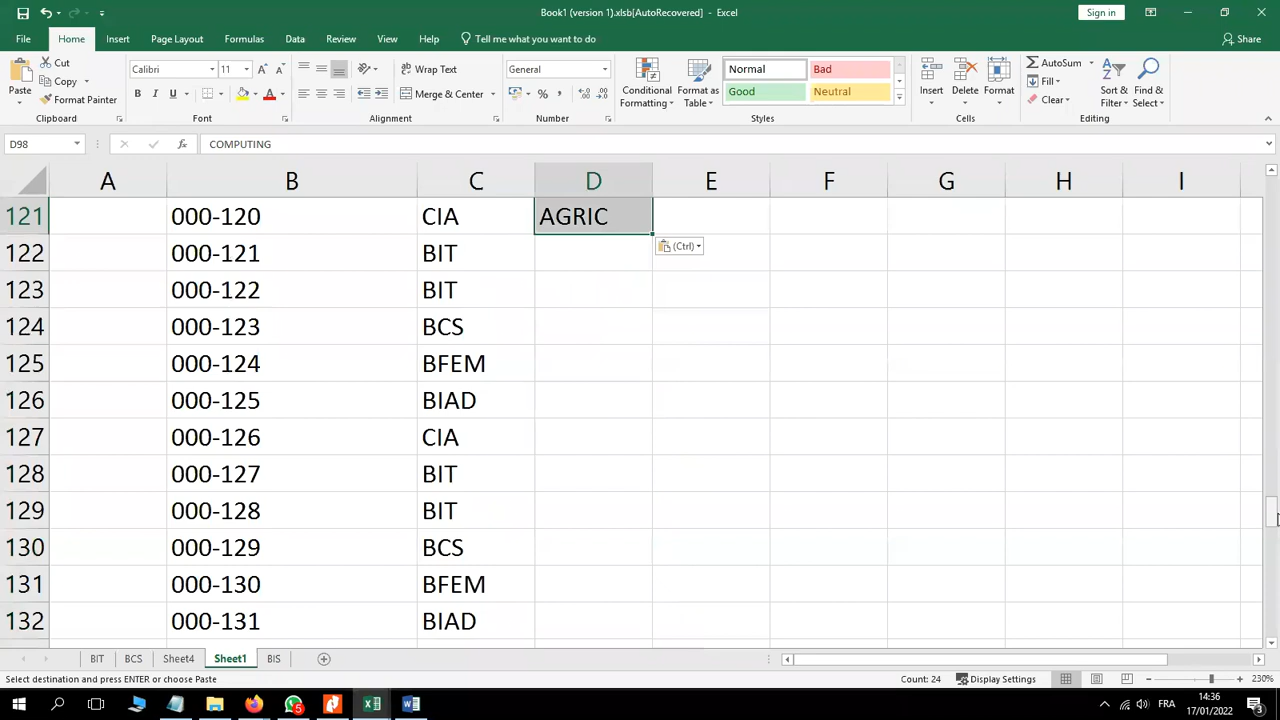 Book1 (version 1).xlsb[AutoRecovered] - Excel
Sign in
File Home Insert Page Layout Formulas Data Review View Help Tell me what you want to do Share
Paste
Cut
Copy
Format Painter
Clipboard
Calibri 11
B I U
Font
Wrap Text
Merge & Center
Alignment
General
Number
Conditional Formatting
Format as Table
Normal Bad
Good Neutral
Styles
Insert Delete Format
Cells
AutoSum
Fill
Clear
Sort & Filter
Find & Select
Editing
D98 COMPUTING
A B C D E F G H I
121 000-120 CIA AGRIC
(Ctrl)
122 000-121 BIT
123 000-122 BIT
124 000-123 BCS
125 000-124 BFEM
126 000-125 BIAD
127 000-126 CIA
128 000-127 BIT
129 000-128 BIT
130 000-129 BCS
131 000-130 BFEM
132 000-131 BIAD
BIT BCS Sheet4 Sheet1 BIS
Select destination and press ENTER or choose Paste Count: 24 Display Settings 230%
5
FRA
14:36
17/01/2022
3